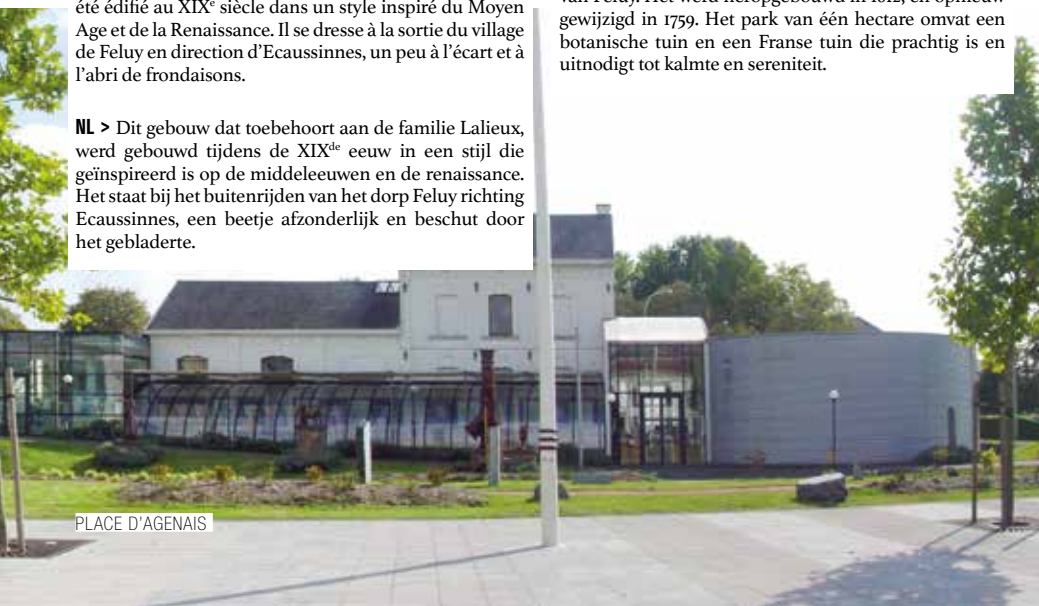 été édifié au XIXe siècle dans un style inspiré du Moyen
Age et de la Renaissance. Il se dresse à la sortie du village
de Feluy en direction d'Ecaussinnes, un peu à l'écart et à
l'abri de frondaisons.
NL > Dit gebouw dat toebehoort aan de familie Lalieux,
werd gebouwd tijdens de XIXde eeuw in een stijl die
geïnspireerd is op de middeleeuwen en de renaissance.
Het staat bij het buitenrijden van het dorp Feluy richting
Ecaussinnes, een beetje afzonderlijk en beschut door
het gebladerte.
gewijzigd in 1759. Het park van één hectare omvat een
botanische tuin en een Franse tuin die prachtig is en
uitnodigt tot kalmte en sereniteit.
PLACE D'AGENAIS